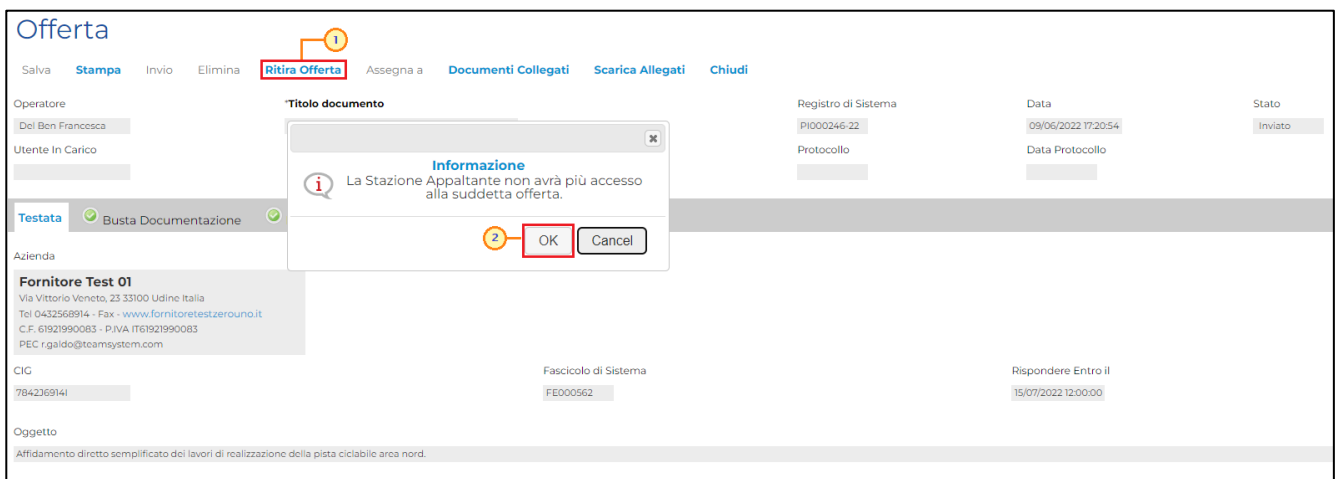 Offerta
1
Salva Stampa Invio Elimina Ritira Offerta Assegna a Documenti Collegati Scarica Allegati Chiudi
Operatore *Titolo documento Registro di Sistema Data Stato
Del Ben Francesca PI000246-22 09/06/2022 17:20:54 Inviato
Utente In Carico Protocollo Data Protocollo
Informazione
La Stazione Appaltante non avrà più accesso
alla suddetta offerta.
2 OK Cancel
Testata Busta Documentazione
Azienda
Fornitore Test 01
Via Vittorio Veneto, 23 33100 Udine Italia
Tel 0432568914 - Fax - www.fornitoretestzerouno.it
C.F. 61921990083 - P.IVA IT61921990083
PEC r.galdo@teamsystem.com
CIG Fascicolo di Sistema Rispondere Entro il
7842J6914I FE000562 15/07/2022 12:00:00
Oggetto
Affidamento diretto semplificato dei lavori di realizzazione della pista ciclabile area nord.